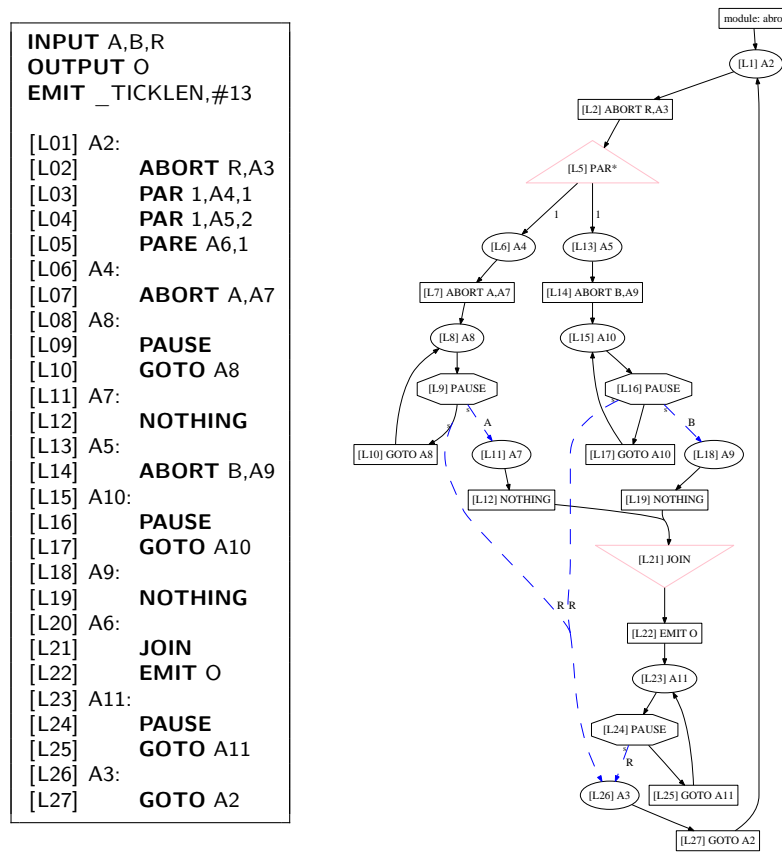 INPUT A,B,R
OUTPUT O
EMIT _TICKLEN,#13
[L01] A2:
[L02] ABORT R,A3
[L03] PAR 1,A4,1
[L04] PAR 1,A5,2
[L05] PARE A6,1
[L06] A4:
[L07] ABORT A,A7
[L08] A8:
[L09] PAUSE
[L10] GOTO A8
[L11] A7:
[L12] NOTHING
[L13] A5:
[L14] ABORT B,A9
[L15] A10:
[L16] PAUSE
[L17] GOTO A10
[L18] A9:
[L19] NOTHING
[L20] A6:
[L21] JOIN
[L22] EMIT O
[L23] A11:
[L24] PAUSE
[L25] GOTO A11
[L26] A3:
[L27] GOTO A2
module: abro
[L1] A2
[L2] ABORT R,A3
[L5] PAR*
1 1
[L6] A4 [L13] A5
[L7] ABORT A,A7 [L14] ABORT B,A9
[L8] A8 [L15] A10
[L9] PAUSE [L16] PAUSE
s s s s
A B
[L10] GOTO A8 [L11] A7 [L17] GOTO A10 [L18] A9
[L12] NOTHING [L19] NOTHING
[L21] JOIN
R R
[L22] EMIT O
[L23] A11
[L24] PAUSE
s
R
[L26] A3 [L25] GOTO A11
[L27] GOTO A2